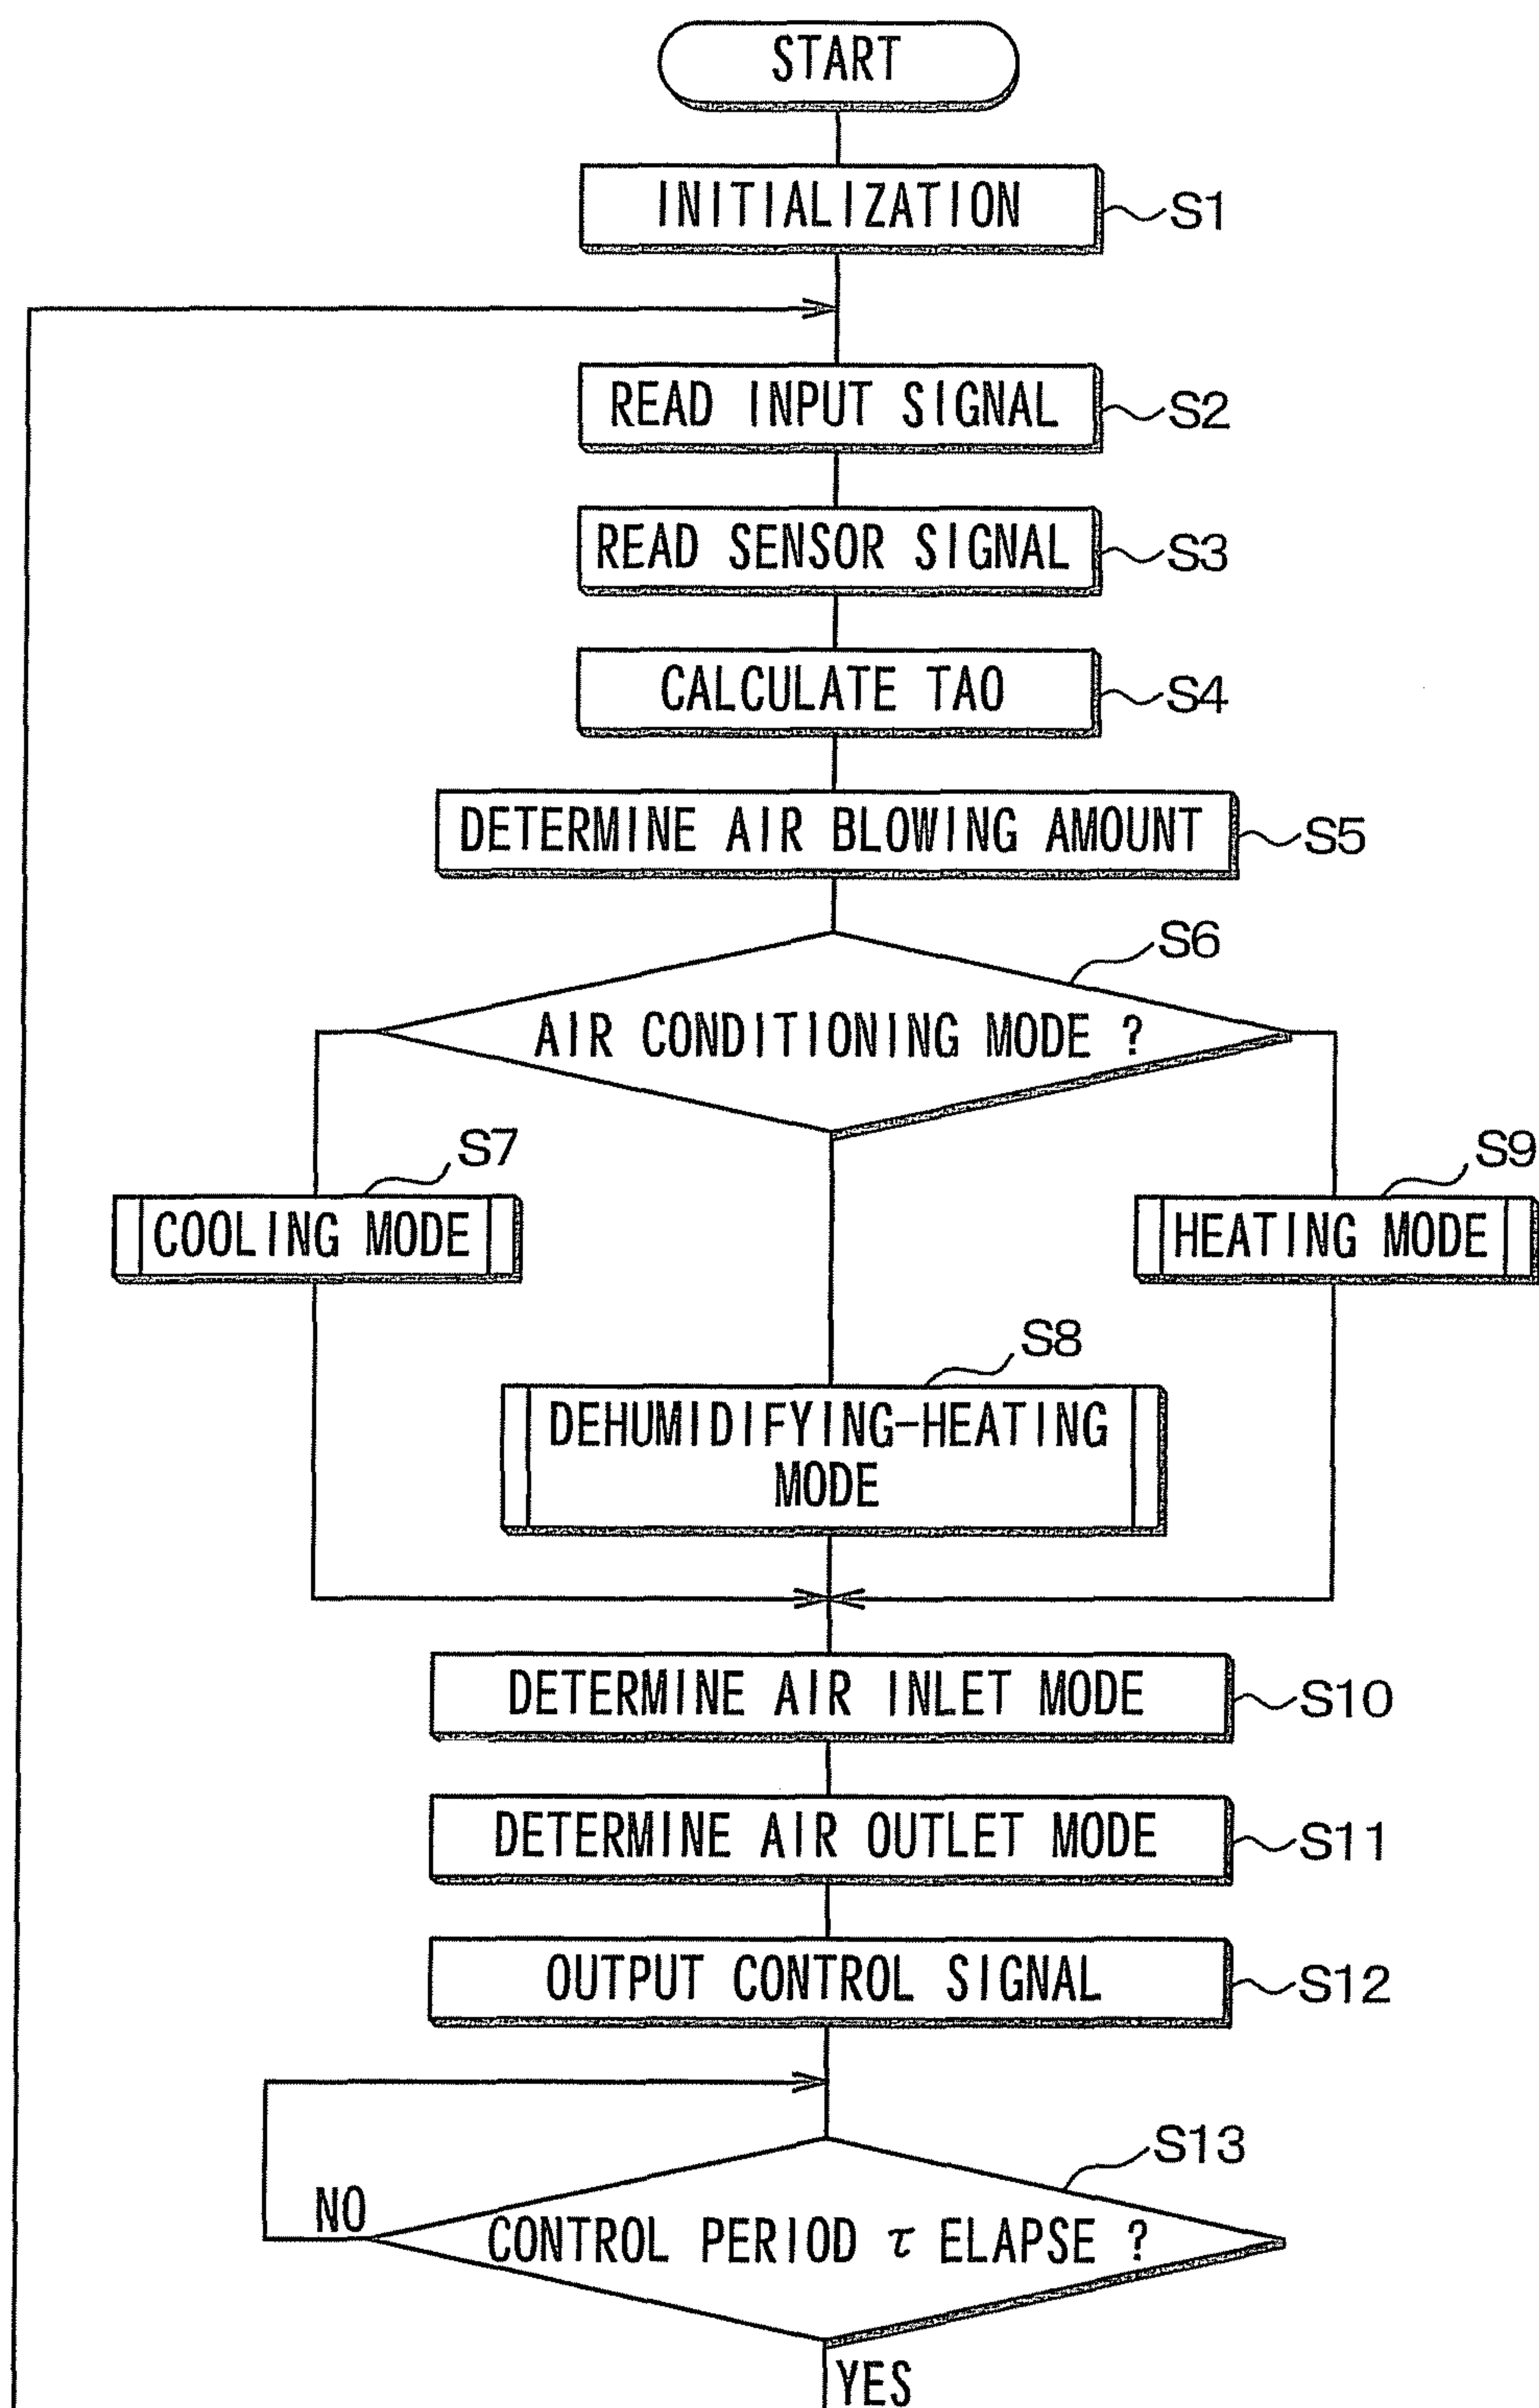 START
INITIALIZATION
S1
READ INPUT SIGNAL
S2
READ SENSOR SIGNAL
S3
CALCULATE TAO
S4
DETERMINE AIR BLOWING AMOUNT
S5
S6
AIR CONDITIONING MODE ?
S7
COOLING MODE
S9
HEATING MODE
S8
DEHUMIDIFYING-HEATING
MODE
DETERMINE AIR INLET MODE
S10
DETERMINE AIR OUTLET MODE
S11
OUTPUT CONTROL SIGNAL
S12
S13
NO
CONTROL PERIOD τ ELAPSE ?
YES